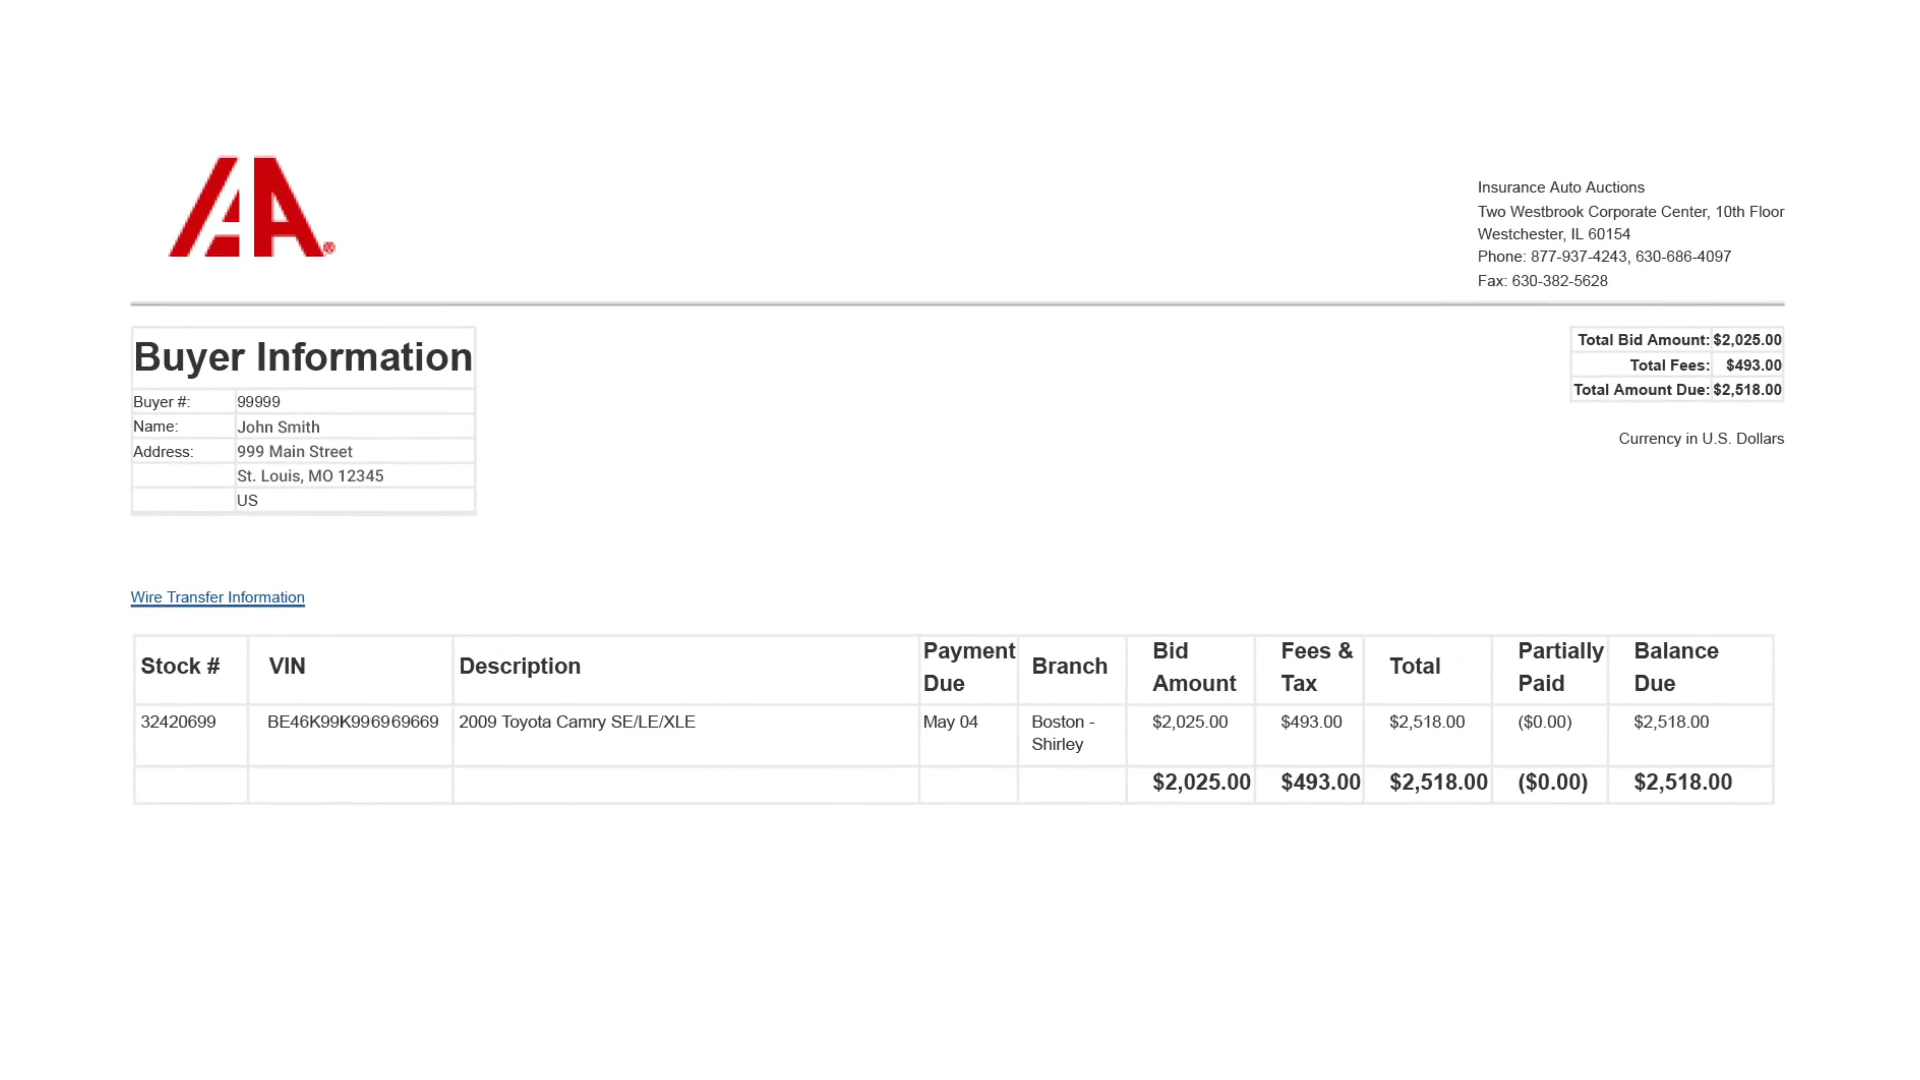 IAA®
Insurance Auto Auctions
Two Westbrook Corporate Center, 10th Floor
Westchester, IL 60154
Phone: 877-937-4243, 630-686-4097
Fax: 630-382-5628
Buyer Information
Buyer #: 99999
Name: John Smith
Address: 999 Main Street
St. Louis, MO 12345
US
Total Bid Amount: $2,025.00
Total Fees: $493.00
Total Amount Due: $2,518.00
Currency in U.S. Dollars
Wire Transfer Information
Stock # VIN Description Payment Due Branch Bid Amount Fees & Tax Total Partially Paid Balance Due
32420699 BE46K99K996969669 2009 Toyota Camry SE/LE/XLE May 04 Boston - Shirley $2,025.00 $493.00 $2,518.00 ($0.00) $2,518.00
$2,025.00 $493.00 $2,518.00 ($0.00) $2,518.00